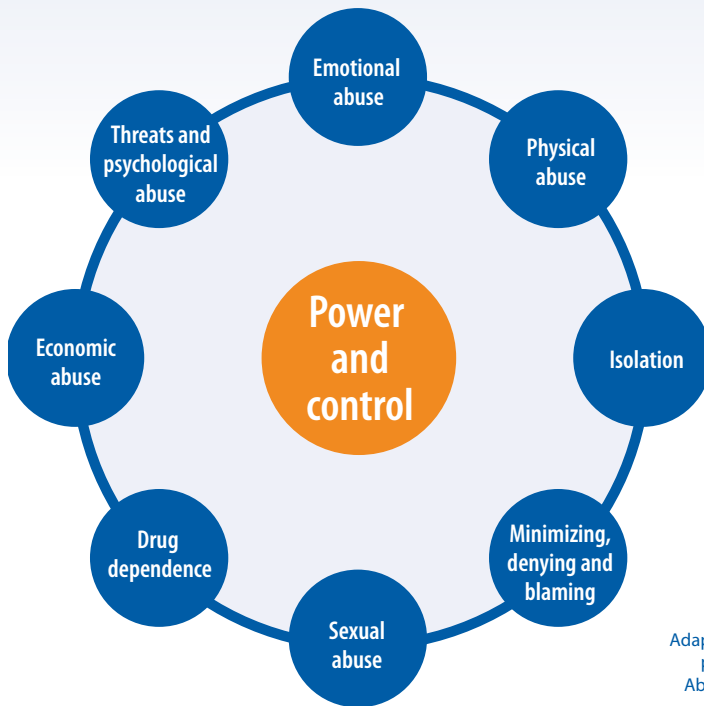 Emotional
abuse
Threats and
psychological
abuse
Physical
abuse
Power
and
control
Economic
abuse
Isolation
Drug
dependence
Minimizing,
denying and
blaming
Sexual
abuse